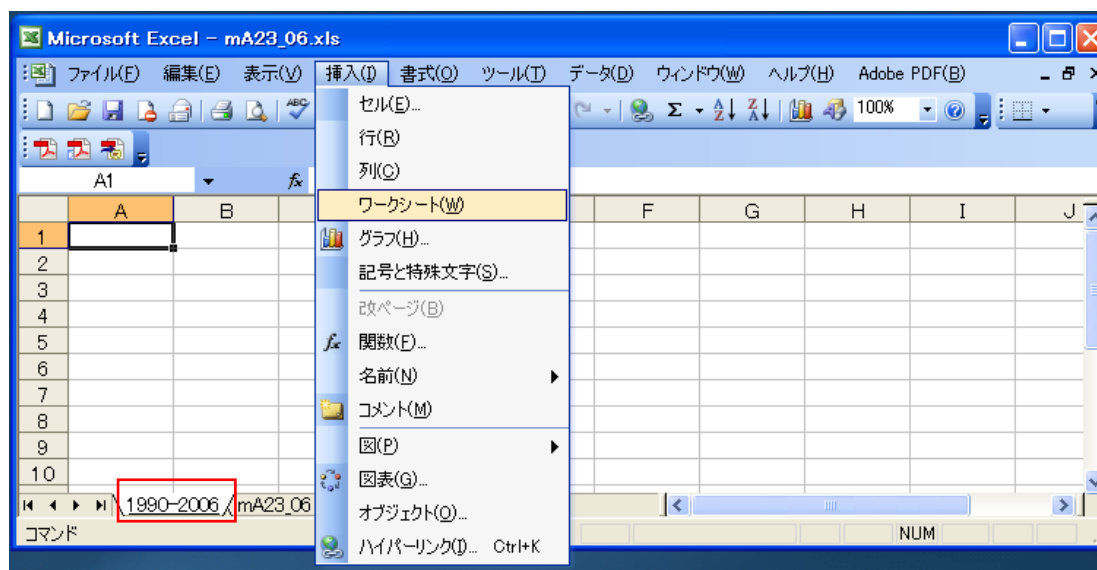 Microsoft Excel - mA23_06.xls
ファイル(F) 編集(E) 表示(V) 挿入(I) 書式(O) ツール(T) データ(D) ウィンドウ(W) ヘルプ(H) Adobe PDF(B)
100%
A1
fx
A B F G H I J
1
2
3
4
5
6
7
8
9
10
セル(E)...
行(R)
列(C)
ワークシート(W)
グラフ(H)...
記号と特殊文字(S)...
改ページ(B)
関数(F)...
名前(N)
コメント(M)
図(P)
図表(G)...
オブジェクト(O)...
ハイパーリンク(I)... Ctrl+K
1990-2006 mA23_06
コマンド NUM